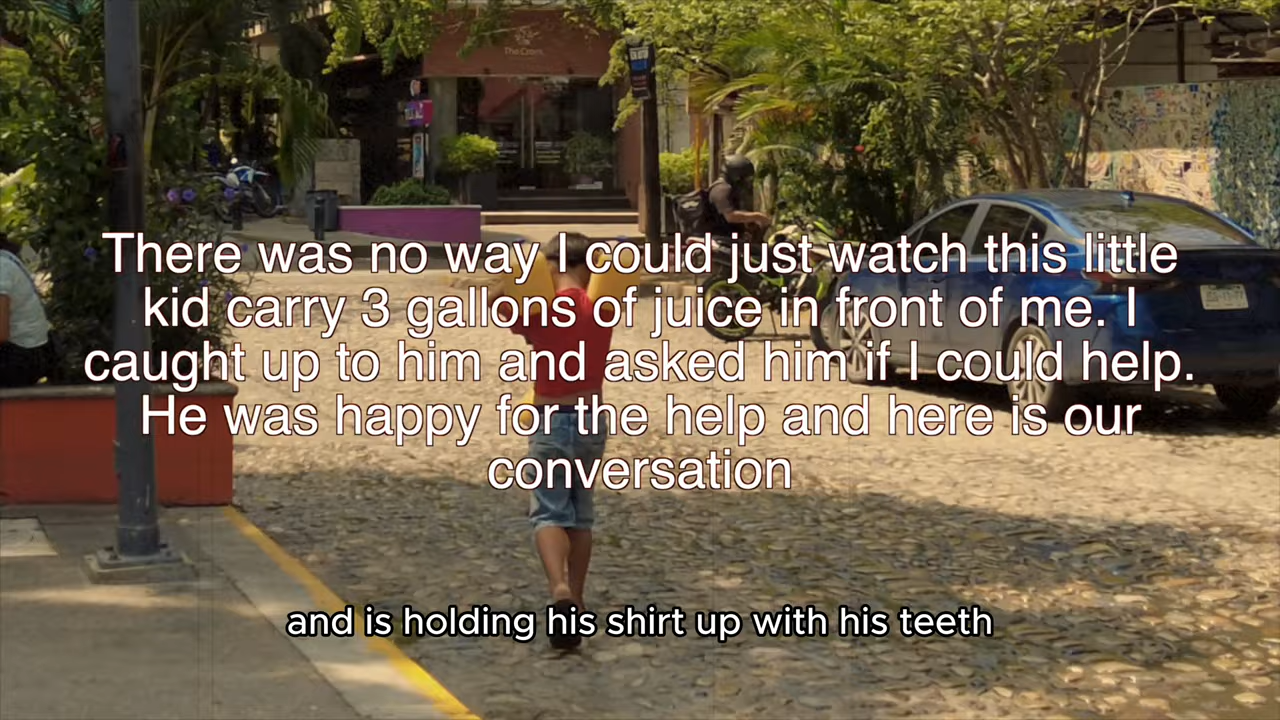 The Crown
There was no way I could just watch this little
kid carry 3 gallons of juice in front of me. I
caught up to him and asked him if I could help.
He was happy for the help and here is our
conversation
and is holding his shirt up with his teeth